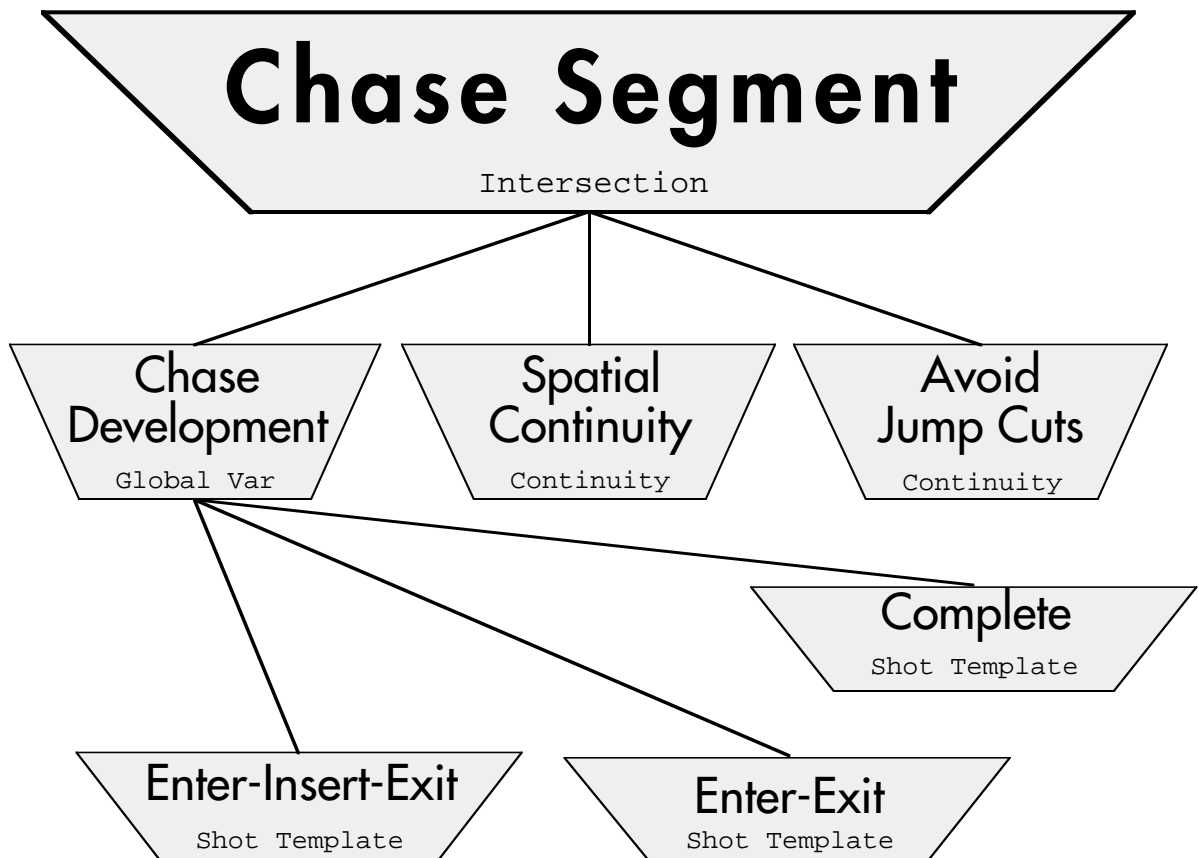 Chase Segment
Intersection
Chase
Development
Global Var
Spatial
Continuity
Continuity
Avoid
Jump Cuts
Continuity
Complete
Shot Template
Enter-Insert-Exit
Shot Template
Enter-Exit
Shot Template